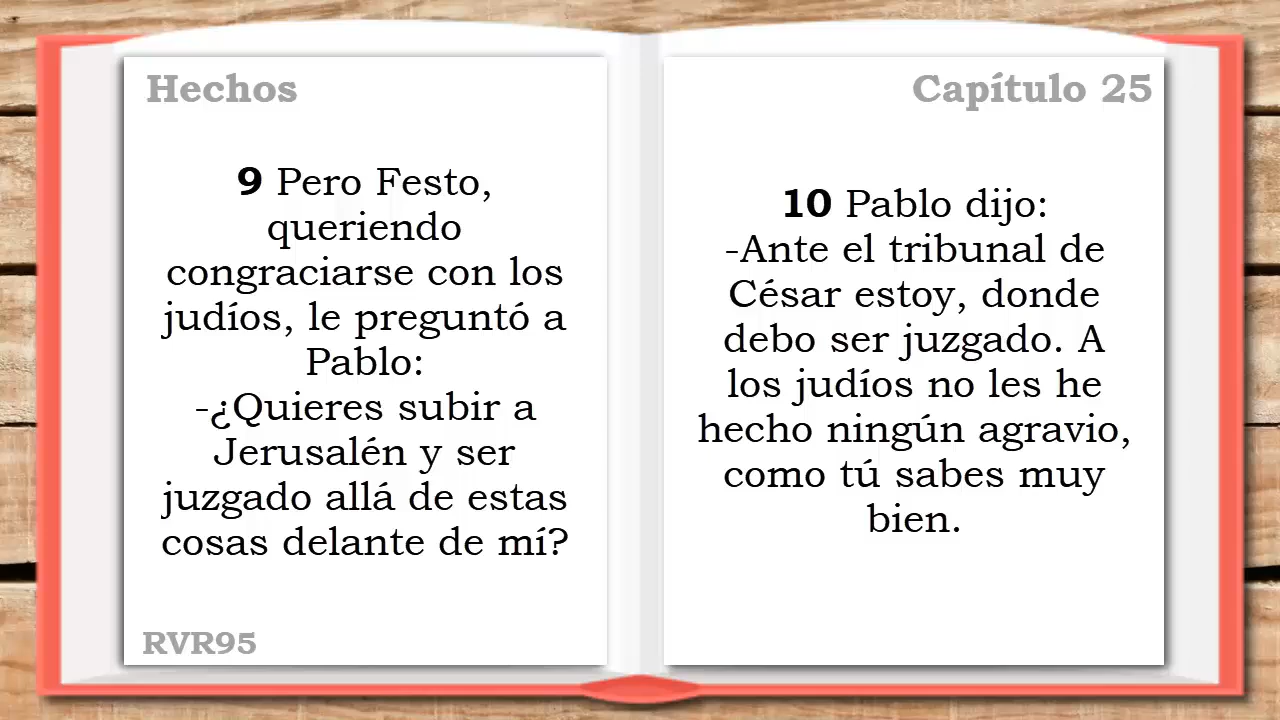 Hechos
9 Pero Festo,
queriendo
congraciarse con los
judíos, le preguntó a
Pablo:
-¿Quieres subir a
Jerusalén y ser
juzgado allá de estas
cosas delante de mí?
RVR95
Capítulo 25
10 Pablo dijo:
-Ante el tribunal de
César estoy, donde
debo ser juzgado. A
los judíos no les he
hecho ningún agravio,
como tú sabes muy
bien.